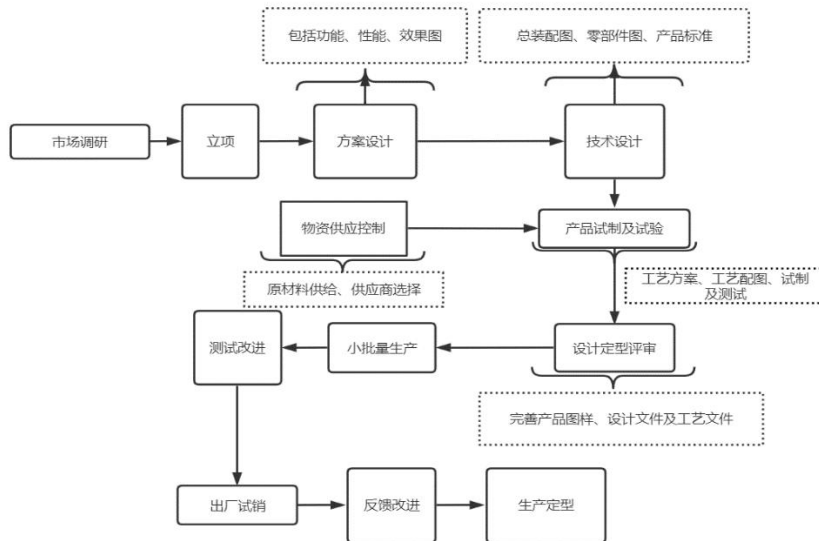 包括功能、性能、效果图
总装配图、零部件图、产品标准
市场调研
立项
方案设计
技术设计
物资供应控制
产品试制及试验
原材料供给、供应商选择
工艺方案、工艺配图、试制
及测试
测试改进
小批量生产
设计定型评审
完善产品图样、设计文件及工艺文件
出厂试销
反馈改进
生产定型